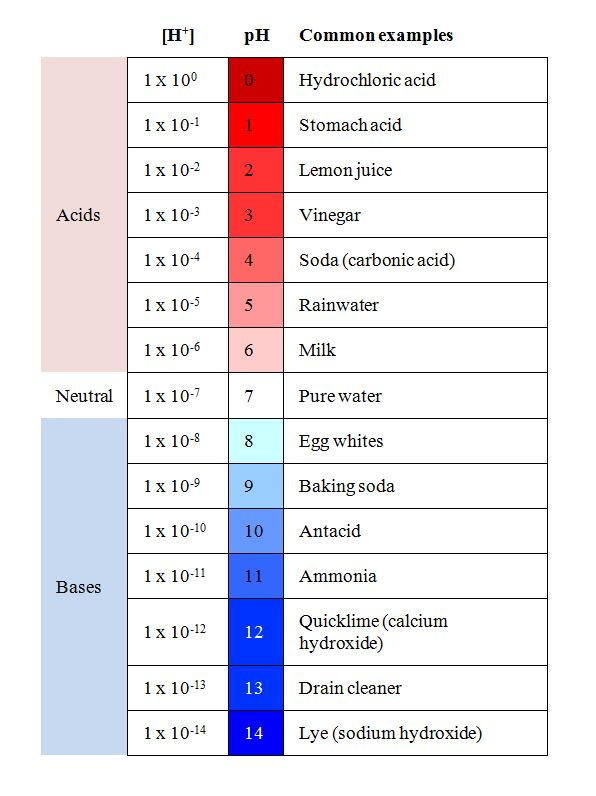 [H⁺] pH Common examples
1 x 10⁰ 0 Hydrochloric acid
1 x 10⁻¹ 1 Stomach acid
1 x 10⁻² 2 Lemon juice
Acids 1 x 10⁻³ 3 Vinegar
1 x 10⁻⁴ 4 Soda (carbonic acid)
1 x 10⁻⁵ 5 Rainwater
1 x 10⁻⁶ 6 Milk
Neutral 1 x 10⁻⁷ 7 Pure water
1 x 10⁻⁸ 8 Egg whites
1 x 10⁻⁹ 9 Baking soda
1 x 10⁻¹⁰ 10 Antacid
1 x 10⁻¹¹ 11 Ammonia
Bases
1 x 10⁻¹² 12 Quicklime (calcium
hydroxide)
1 x 10⁻¹³ 13 Drain cleaner
1 x 10⁻¹⁴ 14 Lye (sodium hydroxide)